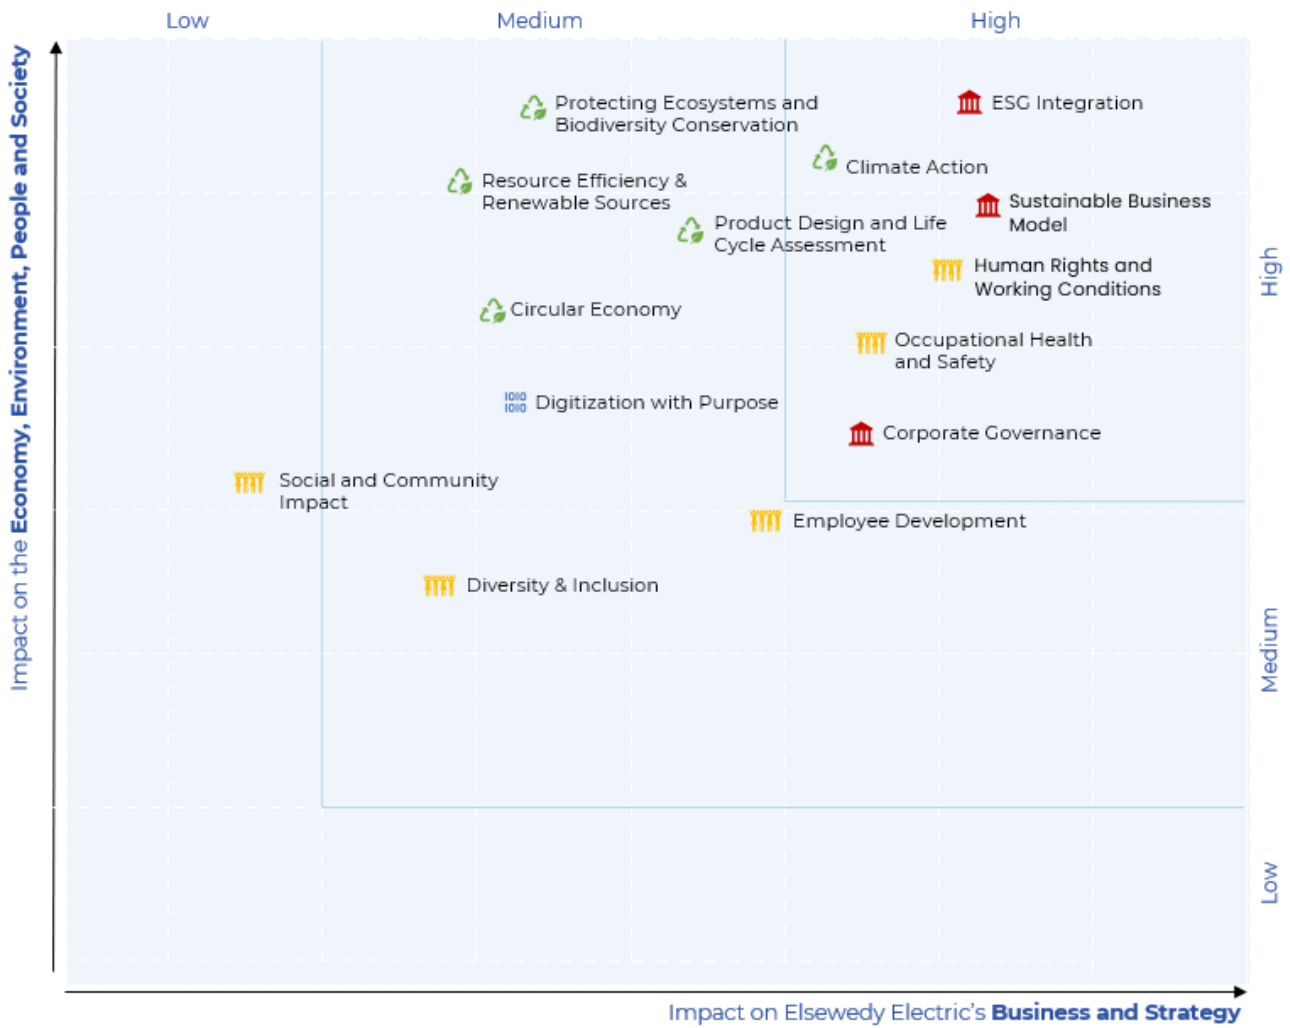 Low
Medium
High
Impact on the Economy, Environment, People and Society
Protecting Ecosystems and
Biodiversity Conservation
ESG Integration
Climate Action
Resource Efficiency &
Renewable Sources
Sustainable Business
Model
Product Design and Life
Cycle Assessment
Human Rights and
Working Conditions
High
Circular Economy
Occupational Health
and Safety
1010
1010
Digitization with Purpose
Corporate Governance
Social and Community
Impact
Employee Development
Diversity & Inclusion
Medium
Low
Impact on Elsewedy Electric's Business and Strategy